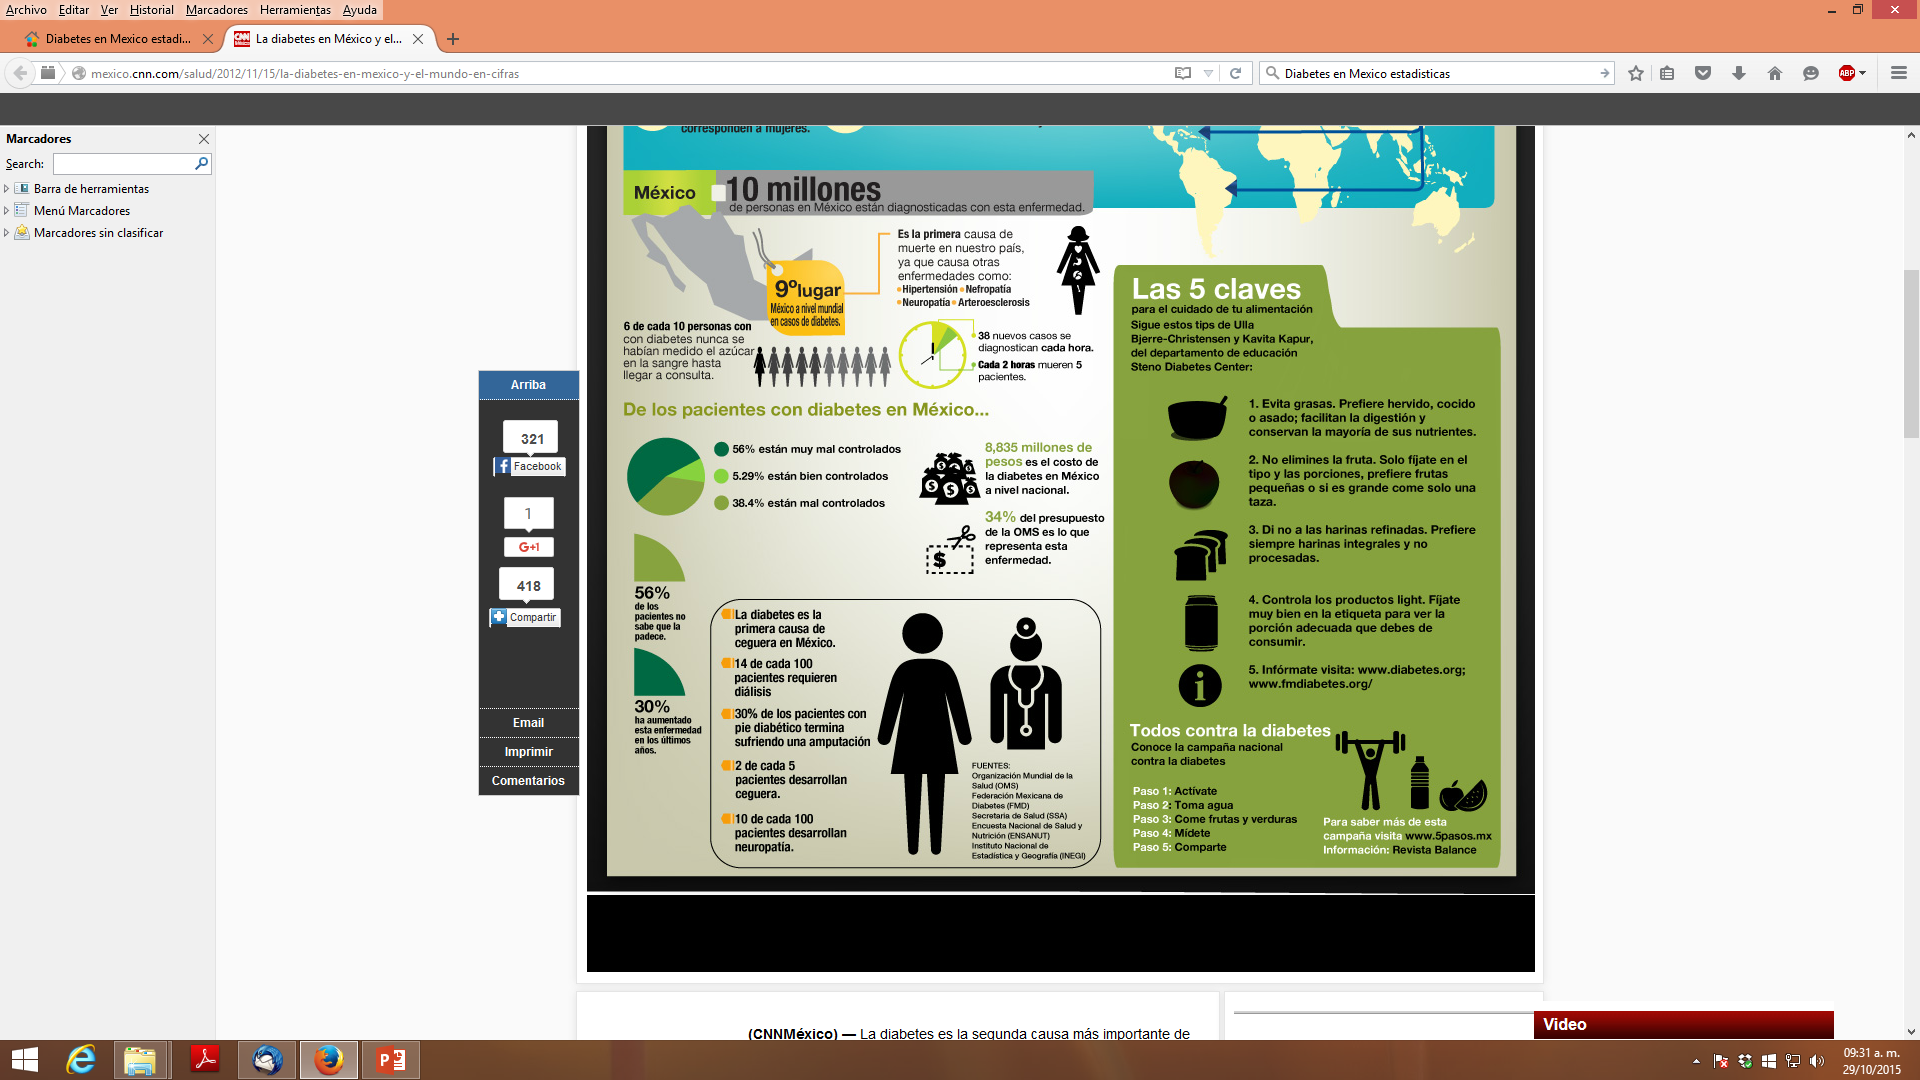 Archivo Editar Ver Historial Marcadores Herramientas Ayuda
Diabetes en Mexico estadi...
La diabetes en México y el...
mexico.cnn.com/salud/2012/11/15/la-diabetes-en-mexico-y-el-mundo-en-cifras
Diabetes en Mexico estadisticas
ABP
Marcadores
Search:
Barra de herramientas
Menú Marcadores
Marcadores sin clasificar
Arriba
321
Facebook
1
G+1
418
Compartir
Email
Imprimir
Comentarios
corresponden a mujeres.
México
10 millones
de personas en México están diagnosticadas con esta enfermedad.
Es la primera causa de
muerte en nuestro país,
ya que causa otras
enfermedades como:
Hipertensión Nefropatía
Neuropatía Arteroesclerosis
9º lugar
México a nivel mundial
en casos de diabetes.
6 de cada 10 personas con
con diabetes nunca se
habían medido el azúcar
en la sangre hasta
llegar a consulta.
38 nuevos casos se
diagnostican cada hora.
Cada 2 horas mueren 5
pacientes.
De los pacientes con diabetes en México...
56% están muy mal controlados
5.29% están bien controlados
38.4% están mal controlados
8,835 millones de
pesos es el costo de
la diabetes en México
a nivel nacional.
34% del presupuesto
de la OMS es lo que
representa esta
enfermedad.
$
56%
de los
pacientes no
sabe que la
padece.
30%
ha aumentado
esta enfermedad
en los últimos
años.
La diabetes es la
primera causa de
ceguera en México.
14 de cada 100
pacientes requieren
diálisis
30% de los pacientes con
pie diabético termina
sufriendo una amputación
2 de cada 5
pacientes desarrollan
ceguera.
10 de cada 100
pacientes desarrollan
neuropatía.
FUENTES:
Organización Mundial de la
Salud (OMS)
Federación Mexicana de
Diabetes (FMD)
Secretaria de Salud (SSA)
Encuesta Nacional de Salud y
Nutrición (ENSANUT)
Instituto Nacional de
Estadística y Geografía (INEGI)
Las 5 claves
para el cuidado de tu alimentación
Sigue estos tips de Ulla
Bjerre-Christensen y Kavita Kapur,
del departamento de educación
Steno Diabetes Center:
1. Evita grasas. Prefiere hervido, cocido
o asado; facilitan la digestión y
conservan la mayoría de sus nutrientes.
2. No elimines la fruta. Solo fíjate en el
tipo y las porciones, prefiere frutas
pequeñas o si es grande come solo una
taza.
3. Di no a las harinas refinadas. Prefiere
siempre harinas integrales y no
procesadas.
4. Controla los productos light. Fíjate
muy bien en la etiqueta para ver la
porción adecuada que debes de
consumir.
5. Infórmate visita: www.diabetes.org;
www.fmdiabetes.org/
Todos contra la diabetes
Conoce la campaña nacional
contra la diabetes
Paso 1: Actívate
Paso 2: Toma agua
Paso 3: Come frutas y verduras
Paso 4: Mídete
Paso 5: Comparte
Para saber más de esta
campaña visita www.5pasos.mx
Información: Revista Balance
(CNNMéxico) — La diabetes es la segunda causa más importante de
Video
09:31 a. m.
29/10/2015